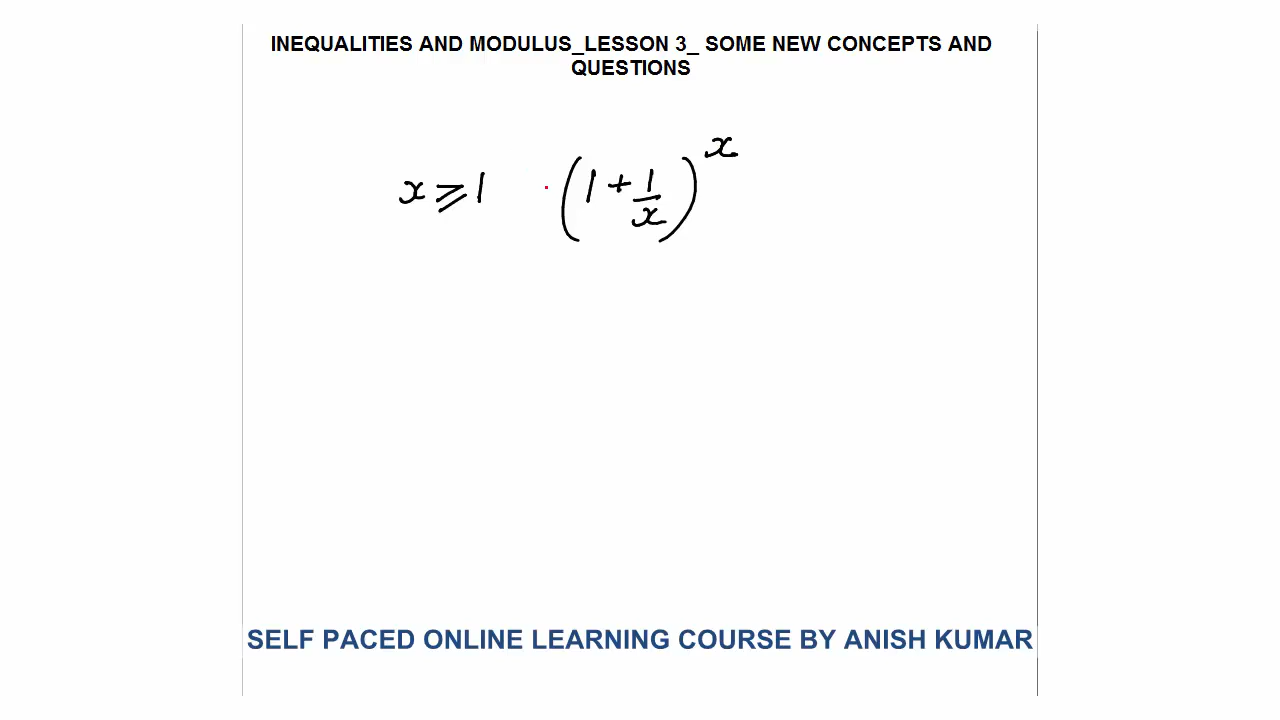 INEQUALITIES AND MODULUS_LESSON 3_ SOME NEW CONCEPTS AND
QUESTIONS
x ≥ 1 (1 + 1/x)^x
SELF PACED ONLINE LEARNING COURSE BY ANISH KUMAR